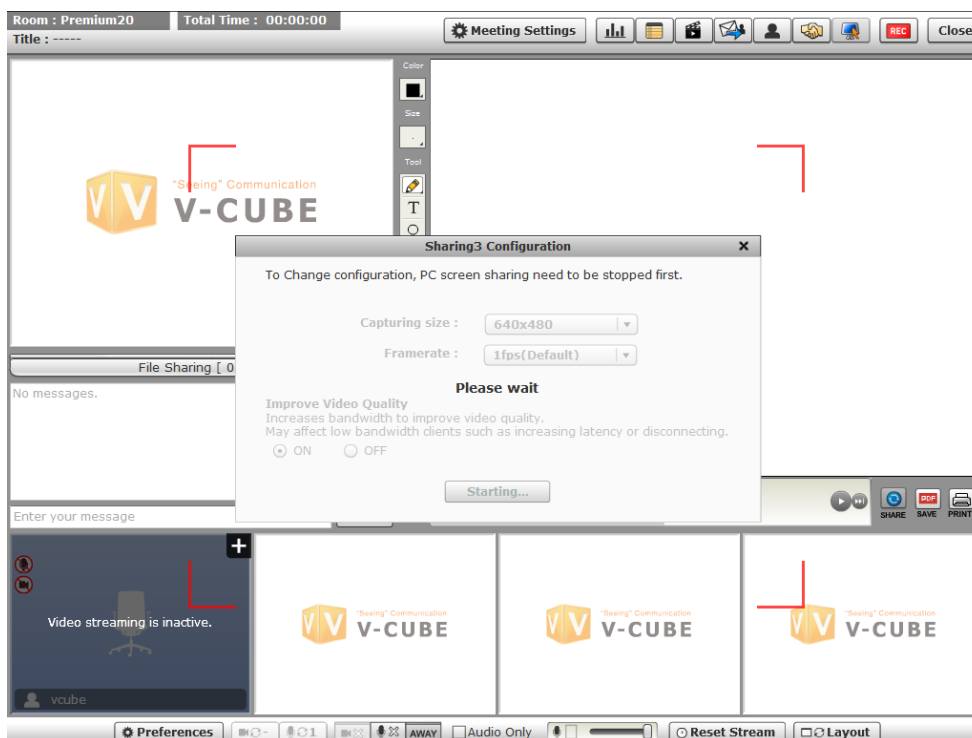 Room : Premium20
Total Time : 00:00:00
Title : -----
Meeting Settings
REC
Close
Color
Size
Tool
T
"Seeing" Communication
V-CUBE
Sharing3 Configuration
To Change configuration, PC screen sharing need to be stopped first.
Capturing size :
640x480
Framerate :
1fps(Default)
Please wait
Improve Video Quality
Increases bandwidth to improve video quality.
May affect low bandwidth clients such as increasing latency or disconnecting.
ON
OFF
Starting...
File Sharing [ 0
No messages.
Enter your message
PDF
SHARE
SAVE
PRINT
Video streaming is inactive.
vcube
"Seeing" Communication
V-CUBE
"Seeing" Communication
V-CUBE
"Seeing" Communication
V-CUBE
Preferences
1
AWAY
Audio Only
Reset Stream
Layout